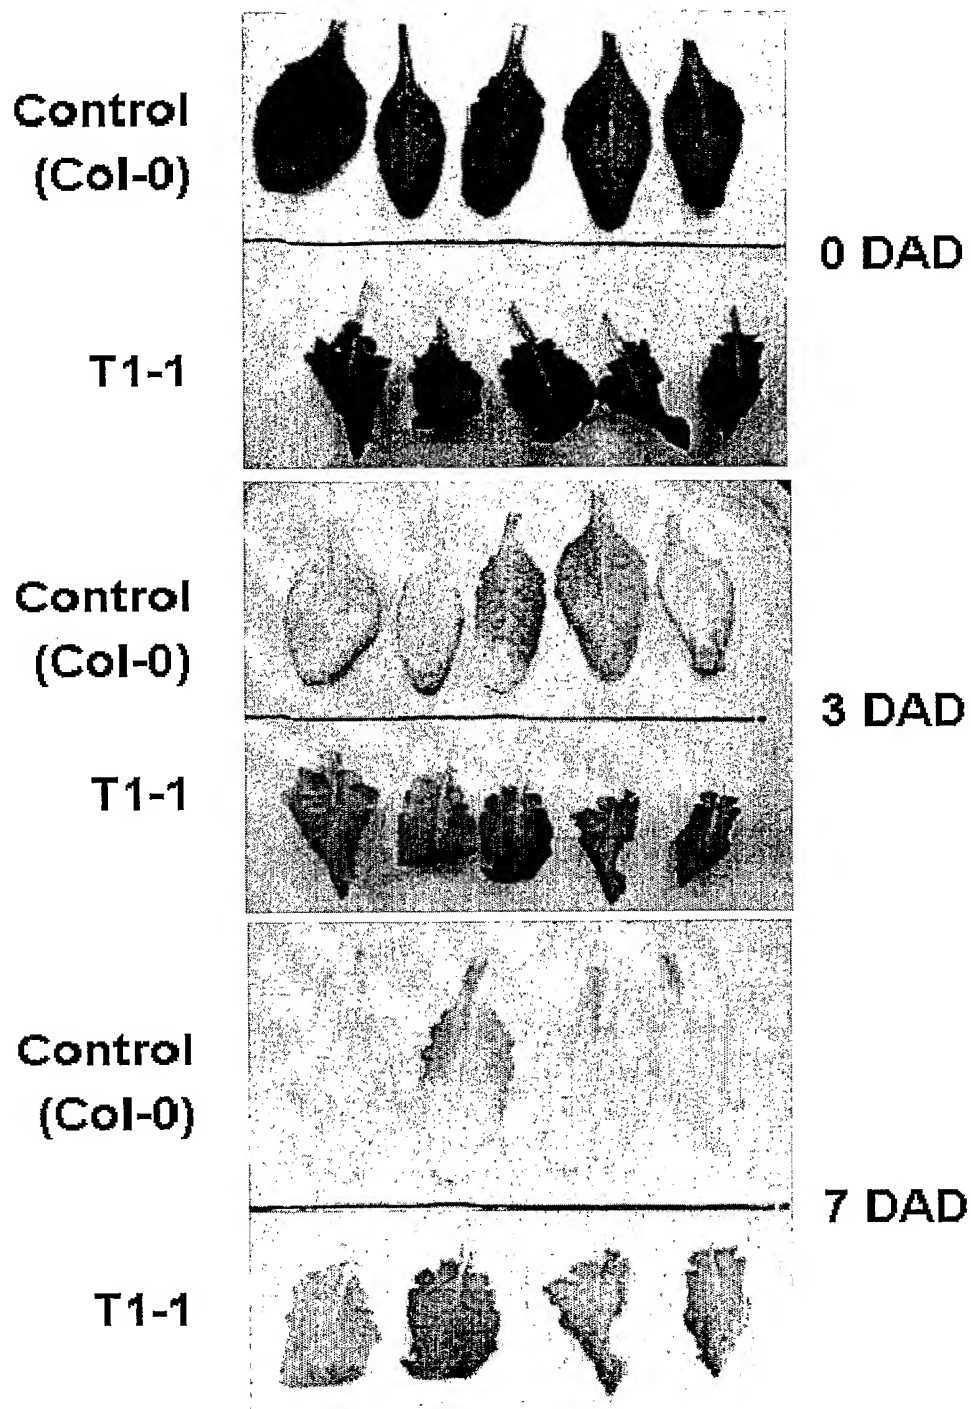 Control
(Col-0)
0 DAD
T1-1
Control
(Col-0)
3 DAD
T1-1
Control
(Col-0)
7 DAD
T1-1